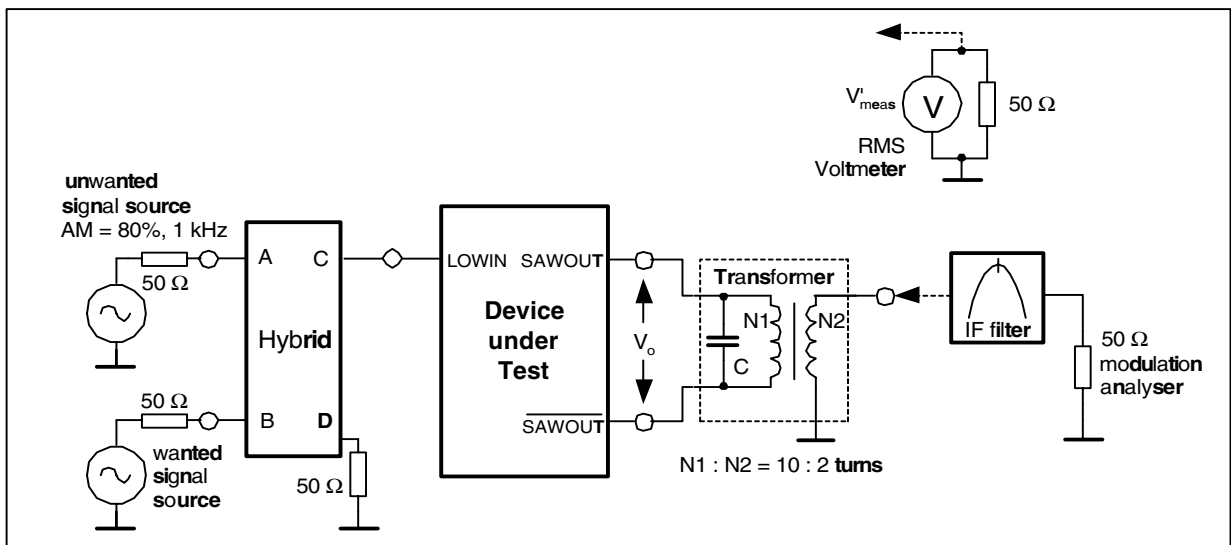 V'meas
V
50 Ω
RMS
Voltmeter
unwanted
signal source
AM = 80%, 1 kHz
50 Ω
A
C
LOWIN
SAWOUT
Transformer
Device
under
Test
Hybrid
Vo
C
N1
N2
IF filter
50 Ω
modulation
analyser
50 Ω
B
D
SAWOUT
wanted
signal
source
50 Ω
N1 : N2 = 10 : 2 turns